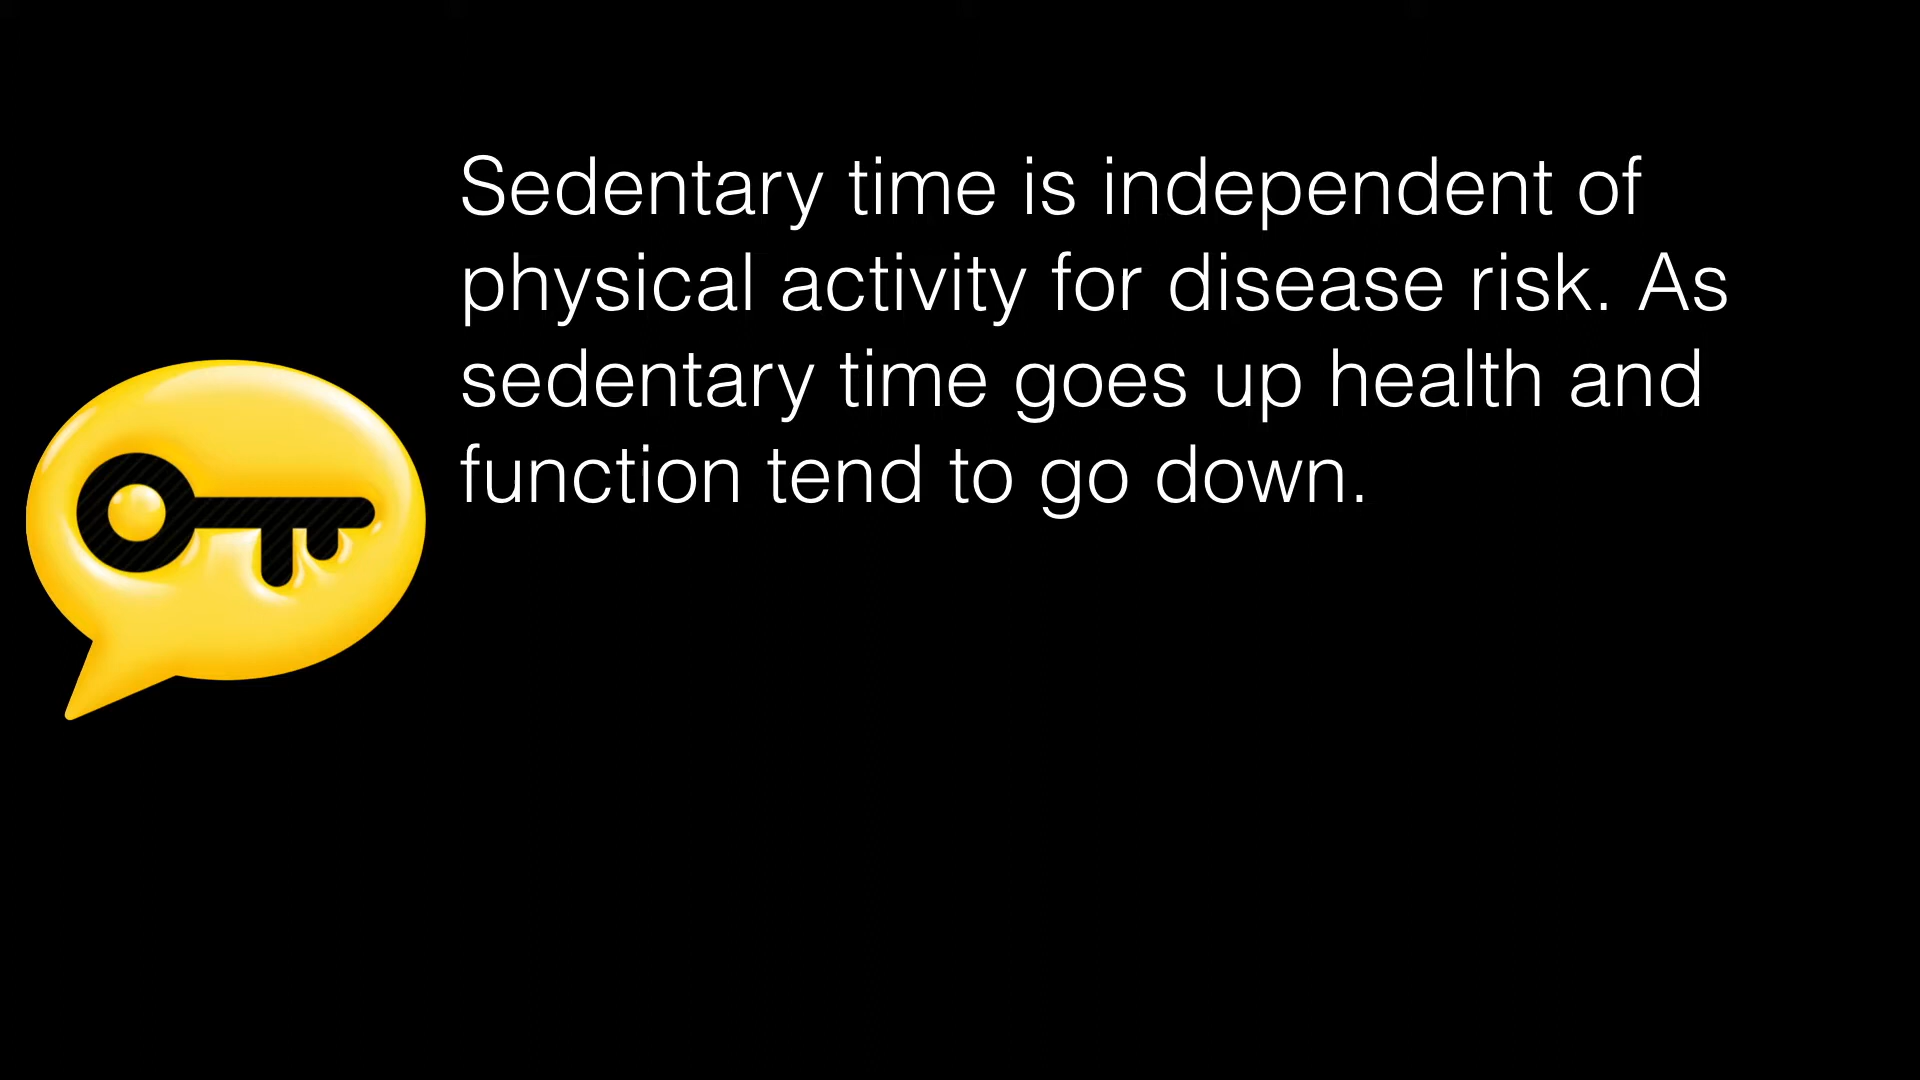 Sedentary time is independent of
physical activity for disease risk. As
sedentary time goes up health and
function tend to go down.